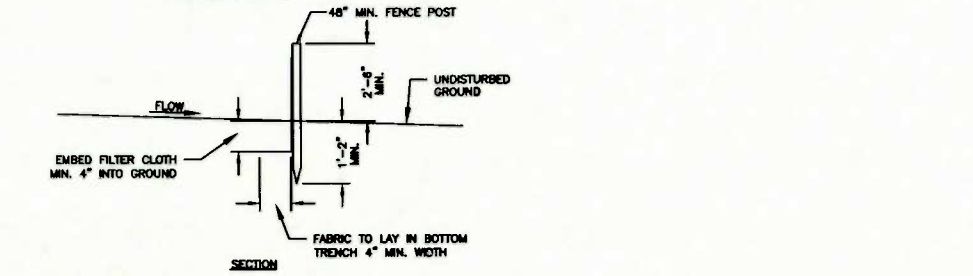 48" MIN. FENCE POST
2'-6"
MIN.
UNDISTURBED
GROUND
FLOW
1'-2"
MIN.
EMBED FILTER CLOTH
MIN. 4" INTO GROUND
FABRIC TO LAY IN BOTTOM
TRENCH 4" MIN. WIDTH
SECTION